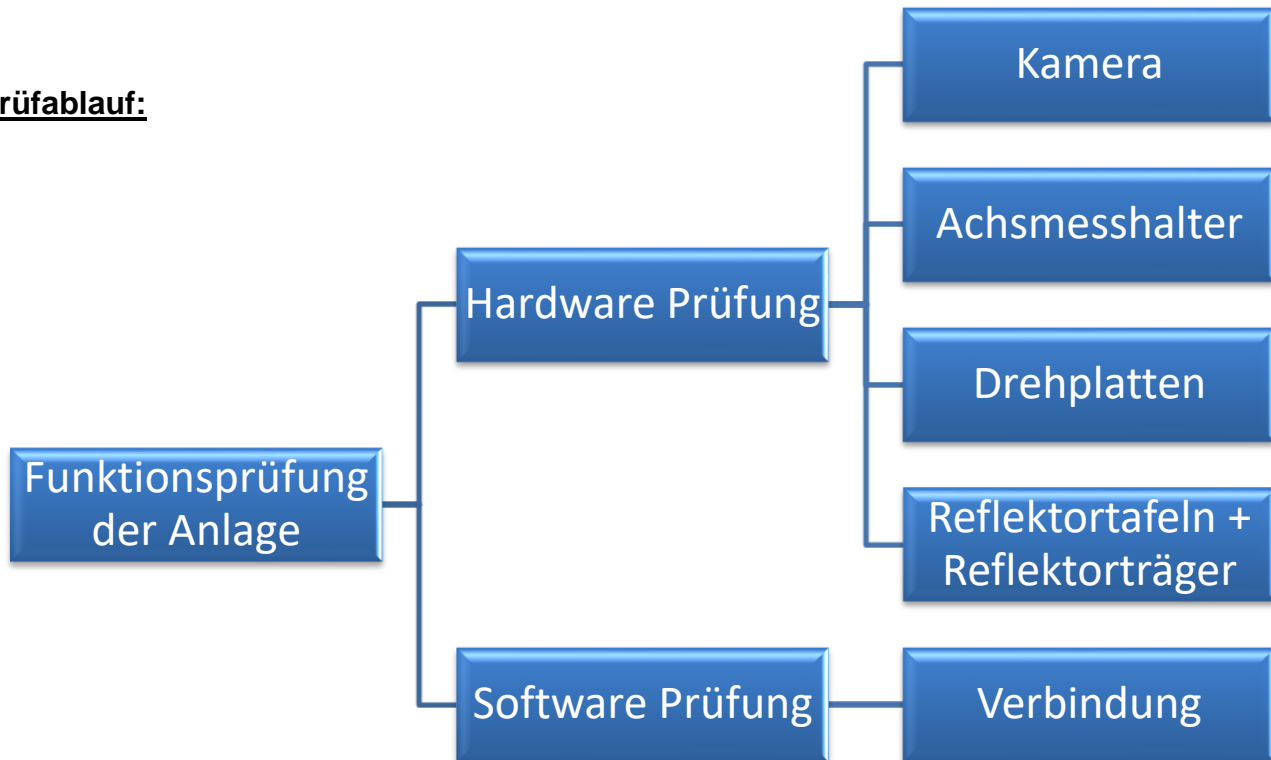 rüfablauf:
Kamera
Achsmesshalter
Hardware Prüfung
Drehplatten
Funktionsprüfung
der Anlage
Reflektortafeln +
Reflektorträger
Software Prüfung
Verbindung